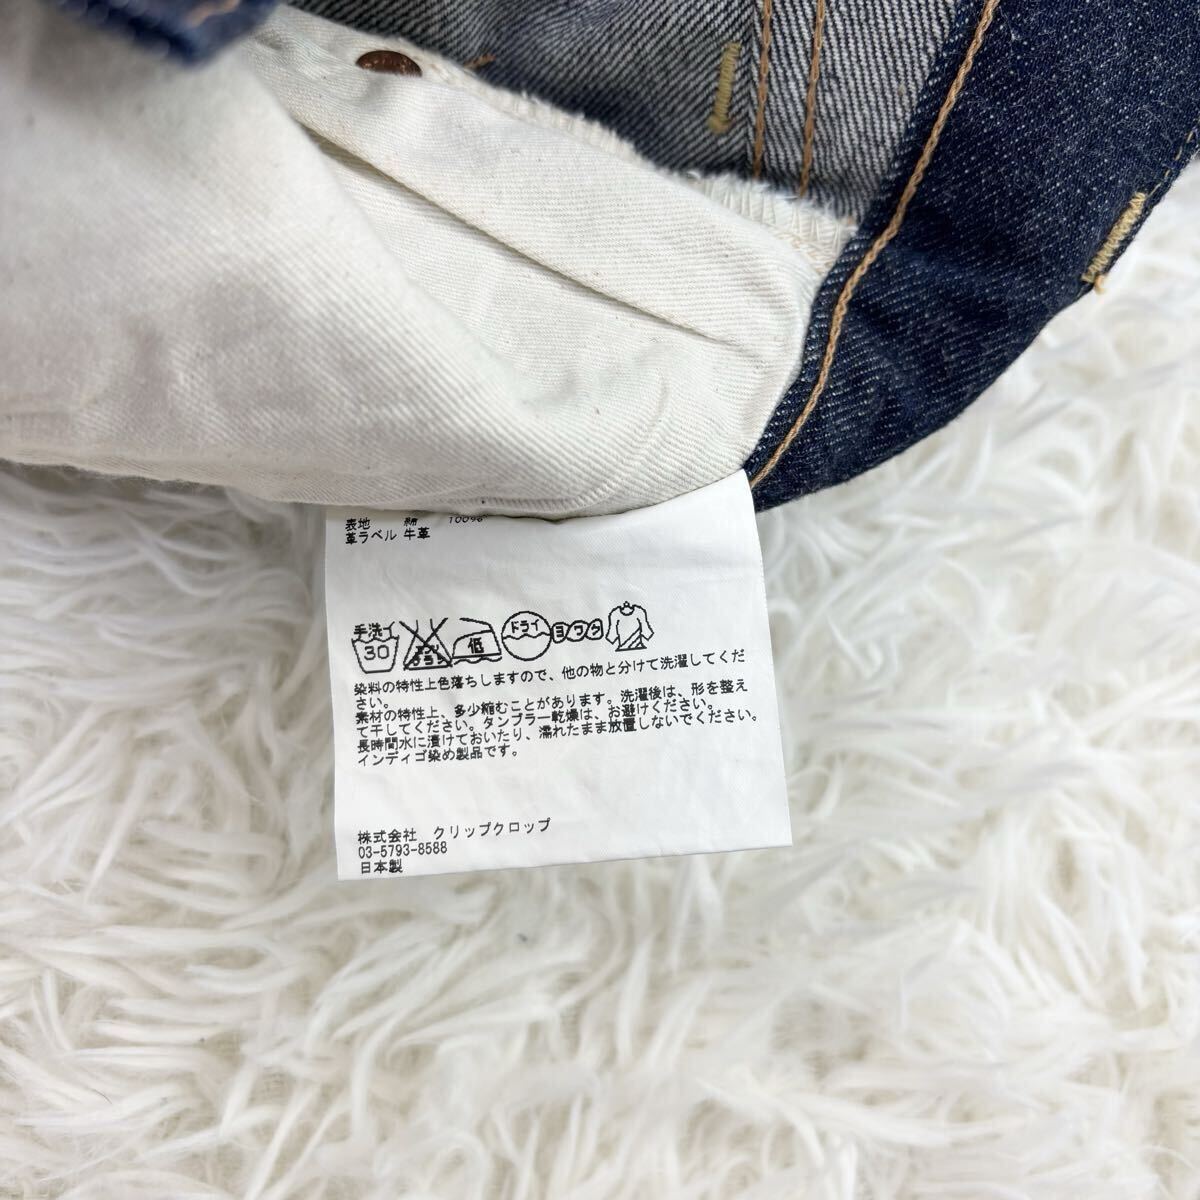 表地 綿 100%
革ラベル 牛革
手洗イ ドライ
30 エンソ サラシ 低 ヨワク
染料の特性上色落ちしますので、他の物と分けて洗濯してくだ
さい。
素材の特性上、多少縮むことがあります。洗濯後は、形を整え
て干してください。タンブラー乾燥は、お避けください。
長時間水に漬けておいたり、濡れたまま放置しないでください。
インディゴ染め製品です。
株式会社 クリップクロップ
03-5793-8588
日本製